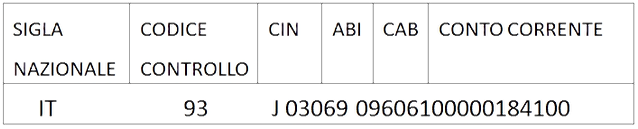 SIGLA NAZIONALE CODICE CONTROLLO CIN ABI CAB CONTO CORRENTE
IT 93 J 03069 09606100000184100